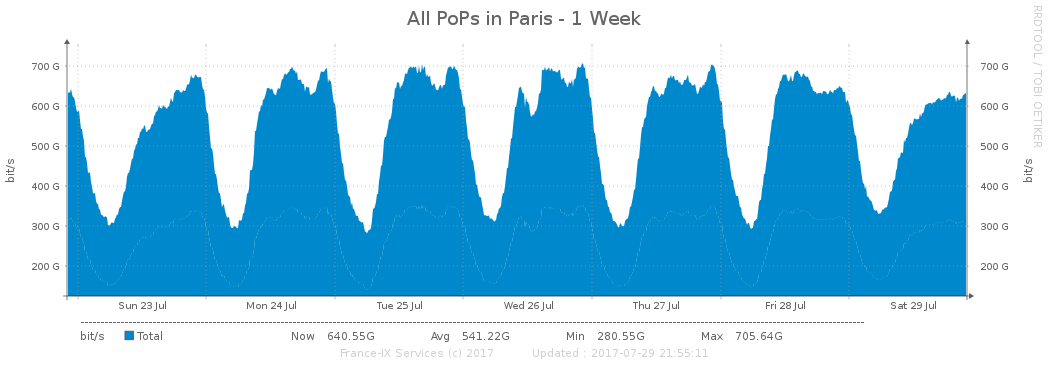 All PoPs in Paris - 1 Week
RRDTOOL / TOBI OETIKER
700 G 700 G
600 G 600 G
500 G 500 G
400 G 400 G
300 G 300 G
200 G 200 G
bit/s
bit/s
Sun 23 Jul Mon 24 Jul Tue 25 Jul Wed 26 Jul Thu 27 Jul Fri 28 Jul Sat 29 Jul
bit/s Total Now 640.55G Avg 541.22G Min 280.55G Max 705.64G
France-IX Services (c) 2017 Updated : 2017-07-29 21:55:11